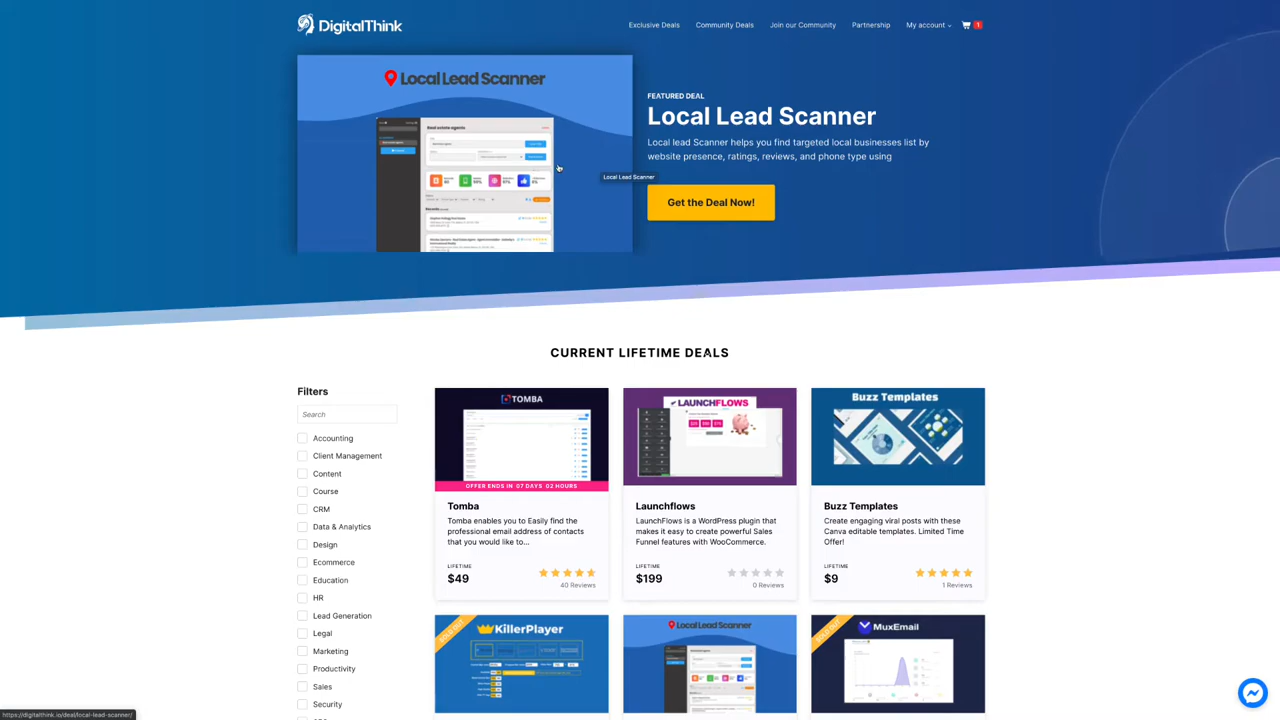 DigitalThink
Exclusive Deals
Community Deals
Join our Community
Partnership
My account
1
Local Lead Scanner
Real estate agents
FEATURED DEAL
Local Lead Scanner
Local lead Scanner helps you find targeted local businesses list by
website presence, ratings, reviews, and phone type using
Local Lead Scanner
Get the Deal Now!
CURRENT LIFETIME DEALS
Filters
Search
Accounting
Client Management
Content
Course
CRM
Data & Analytics
Design
Ecommerce
Education
HR
Lead Generation
Legal
Marketing
Productivity
Sales
Security
TOMBA
OFFER ENDS IN 07 DAYS 02 HOURS
Tomba
Tomba enables you to Easily find the
professional email address of contacts
that you would like to...
LIFETIME
$49
40 Reviews
LAUNCHFLOWS
Launchflows
LaunchFlows is a WordPress plugin that
makes it easy to create powerful Sales
Funnel features with WooCommerce.
LIFETIME
$199
0 Reviews
Buzz Templates
Buzz Templates
Create engaging viral posts with these
Canva editable templates. Limited Time
Offer!
LIFETIME
$9
1 Reviews
SOLD OUT
KillerPlayer
Local Lead Scanner
SOLD OUT
MuxEmail
https://digitalthink.io/deal/local-lead-scanner/